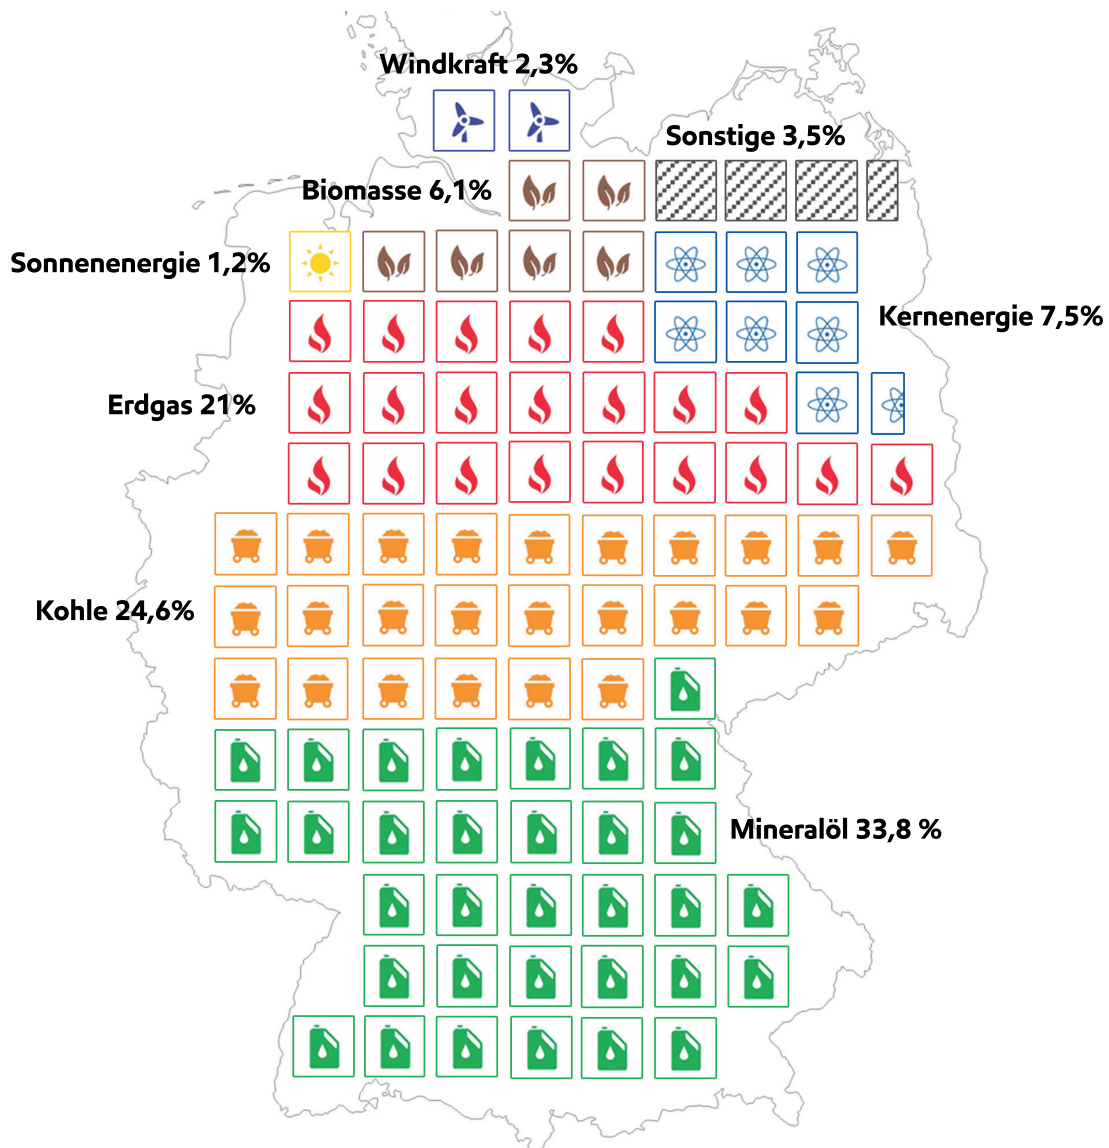 Windkraft 2,3%
Sonstige 3,5%
Biomasse 6,1%
Sonnenenergie 1,2%
Kernenergie 7,5%
Erdgas 21%
Kohle 24,6%
Mineralöl 33,8 %